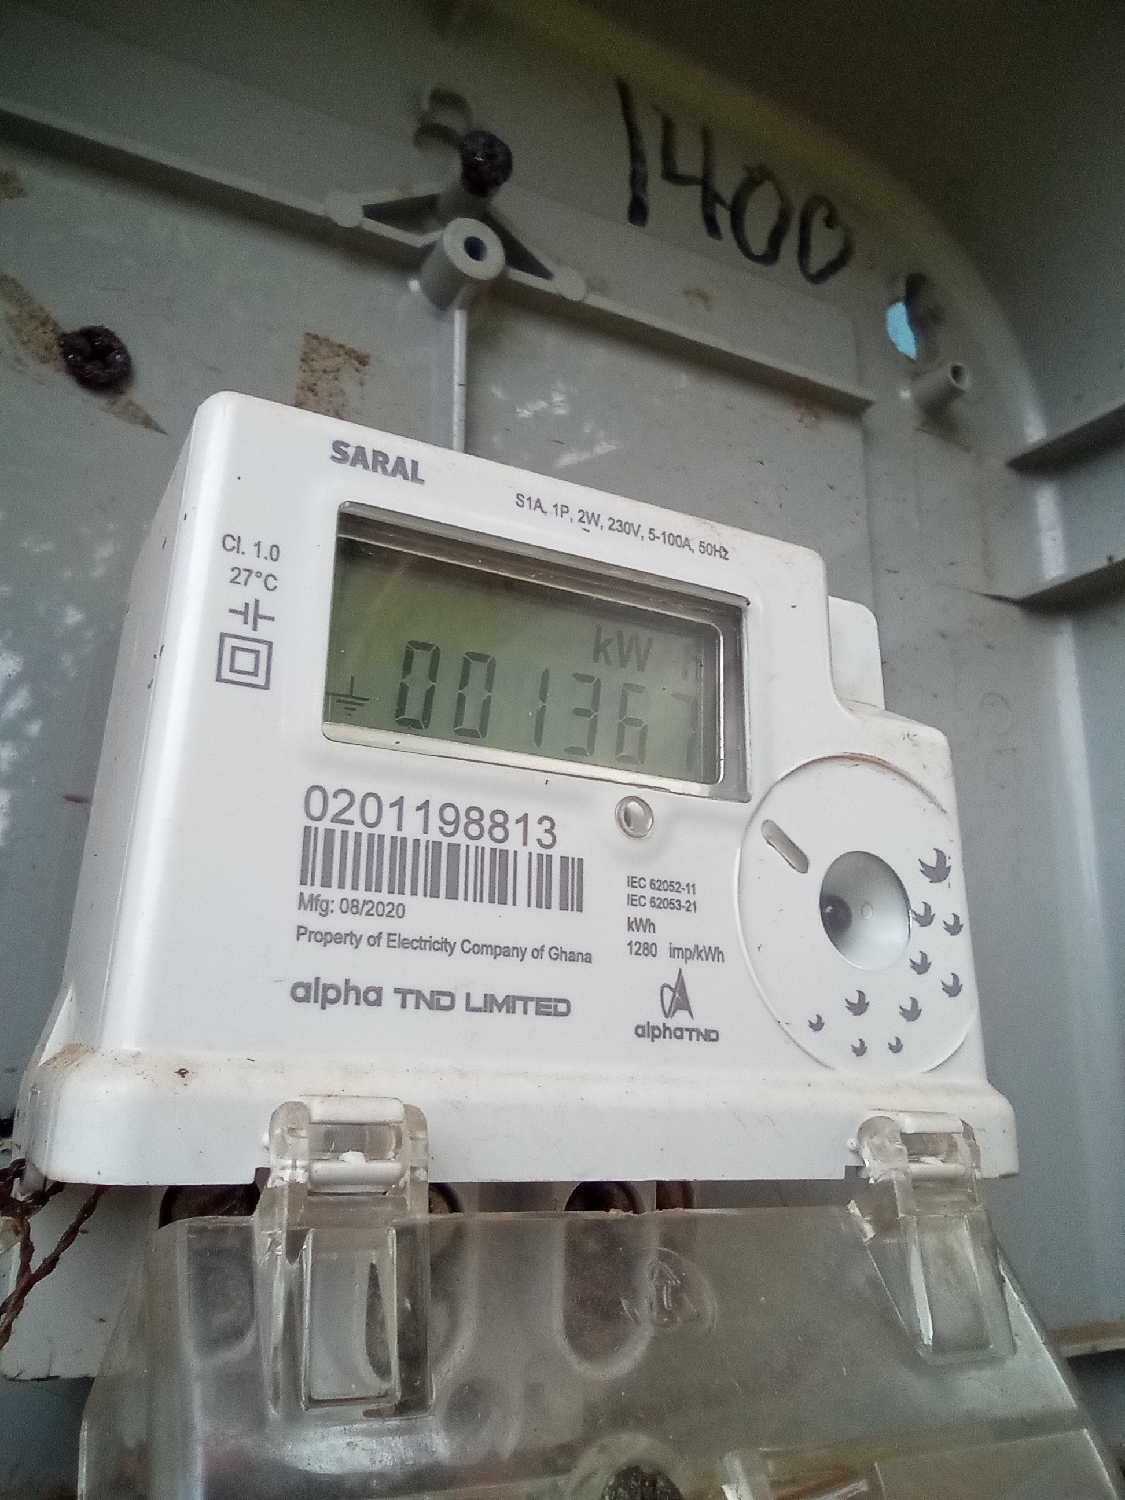 1400
SARAL
S1A, 1P, 2W, 230V, 5-100A, 50Hz
Cl. 1.0
27°C
kW h
001367
0201198813
Mfg: 08/2020
Property of Electricity Company of Ghana
alpha TND LIMITED
IEC 62052-11
IEC 62053-21
kWh
1280 imp/kWh
alphaTND